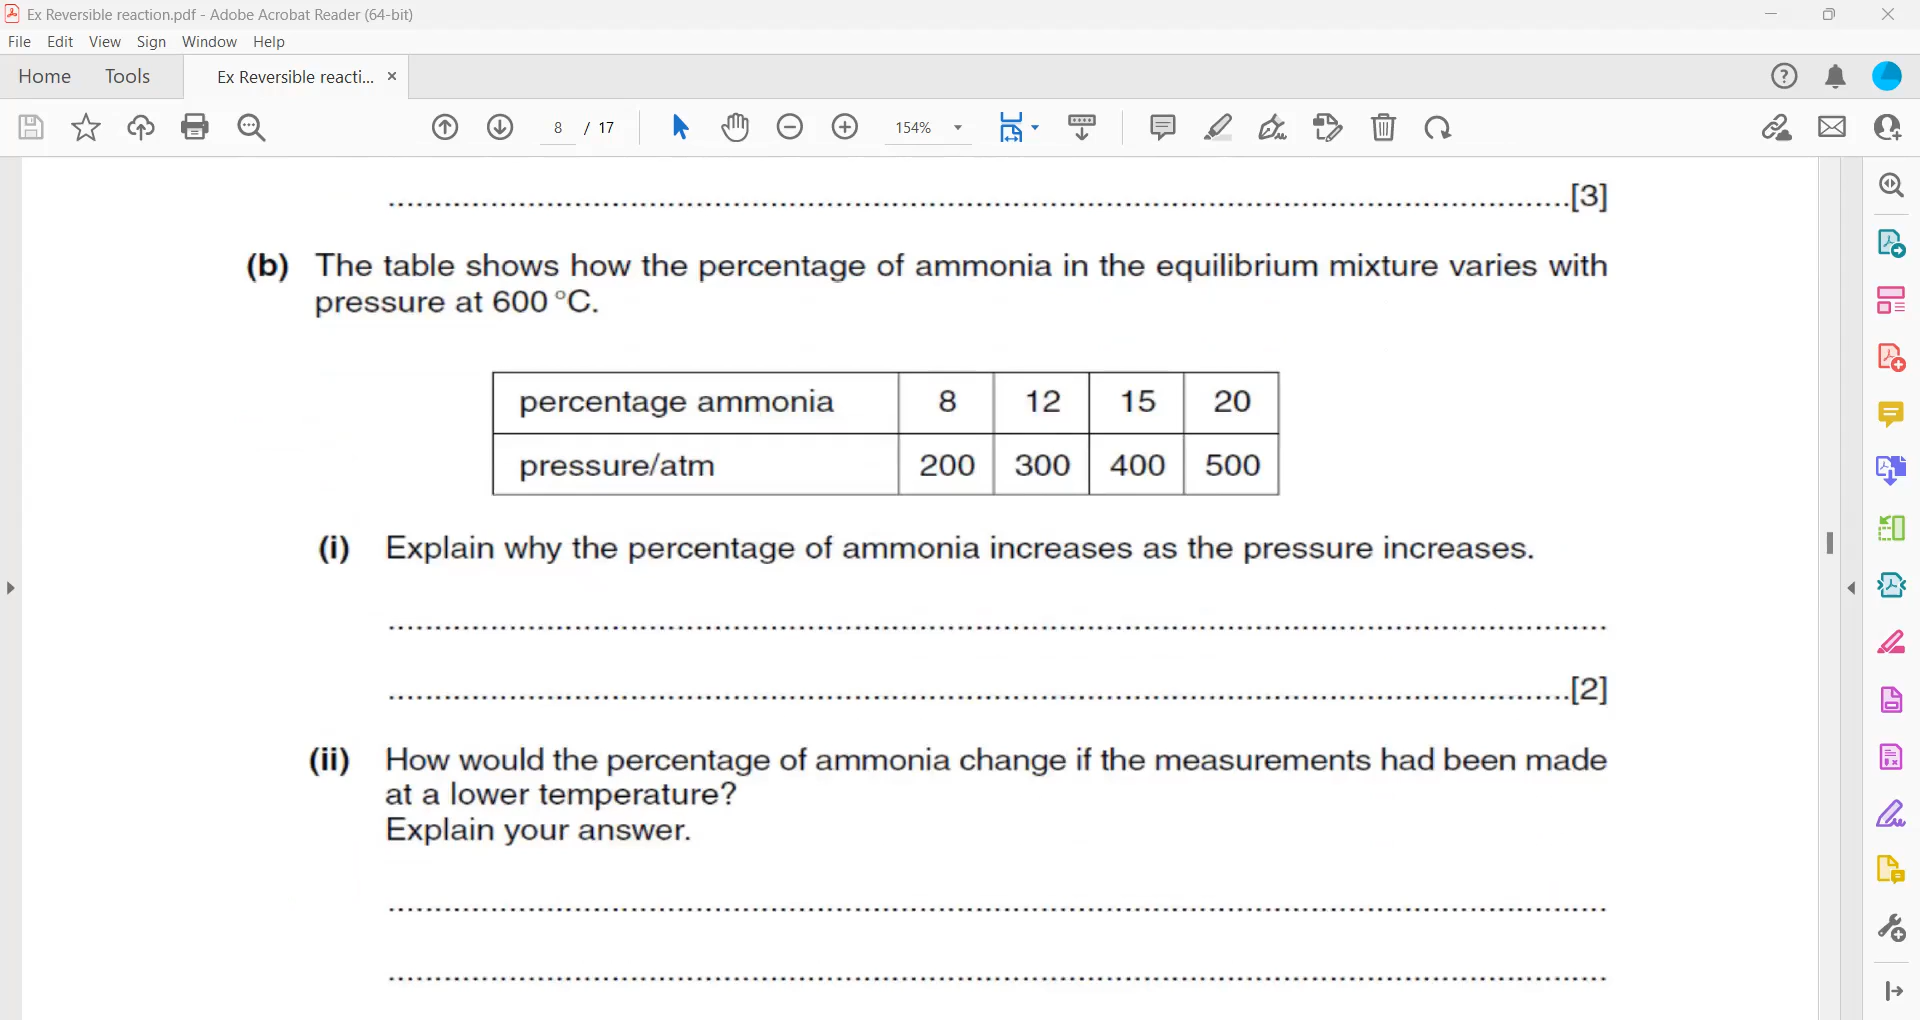 Ex Reversible reaction.pdf - Adobe Acrobat Reader (64-bit)
File Edit View Sign Window Help
Home Tools Ex Reversible reacti... ×
8 / 17 154%
..........[3]
(b) The table shows how the percentage of ammonia in the equilibrium mixture varies with
pressure at 600 °C.
percentage ammonia 8 12 15 20
pressure/atm 200 300 400 500
(i) Explain why the percentage of ammonia increases as the pressure increases.
..........
..........[2]
(ii) How would the percentage of ammonia change if the measurements had been made
at a lower temperature?
Explain your answer.
..........
..........